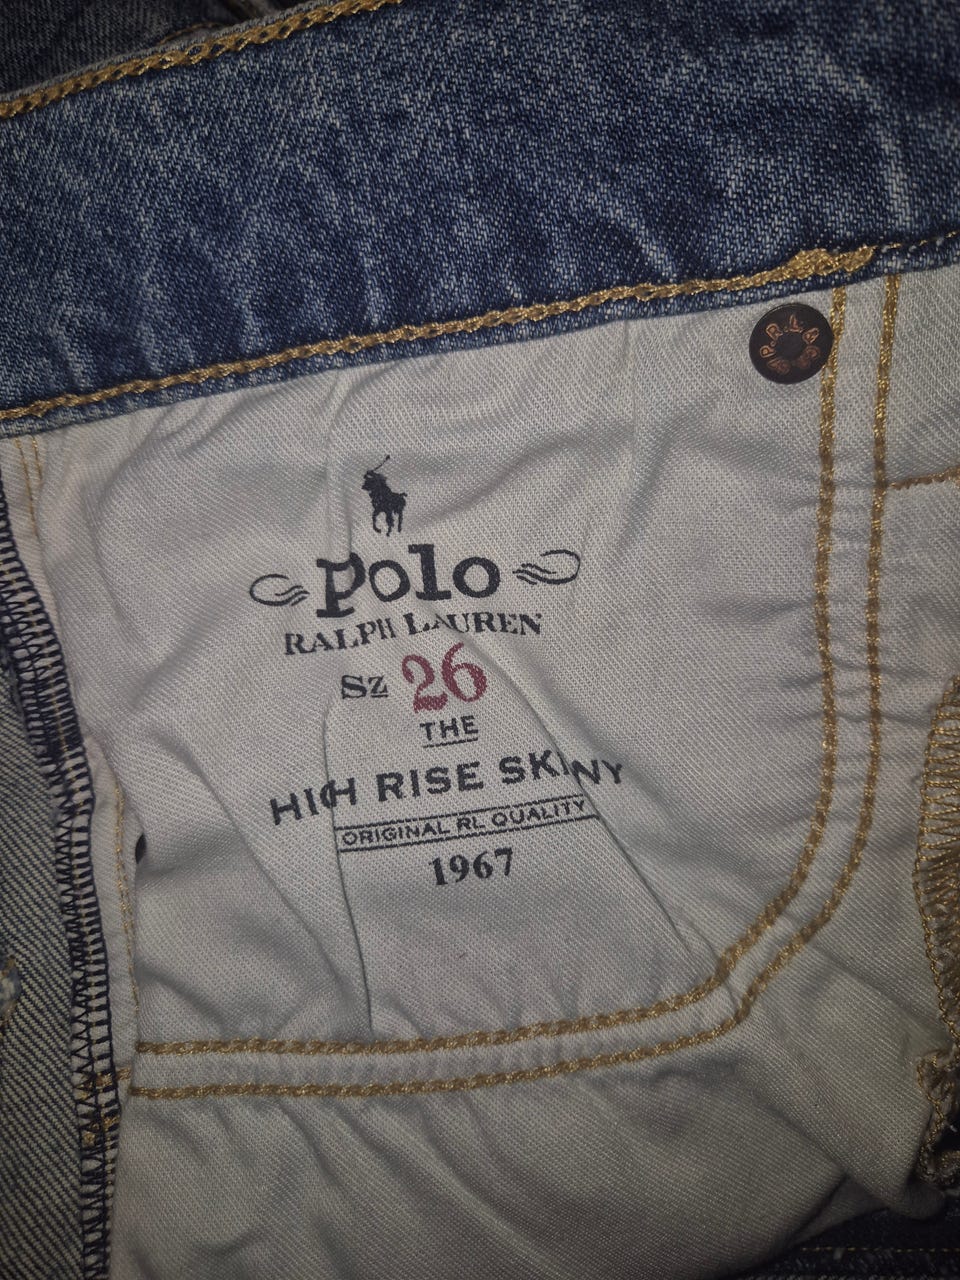 Polo
RALPH LAUREN
Sz 26
THE
HIGH RISE SKINNY
ORIGINAL RL QUALITY
1967